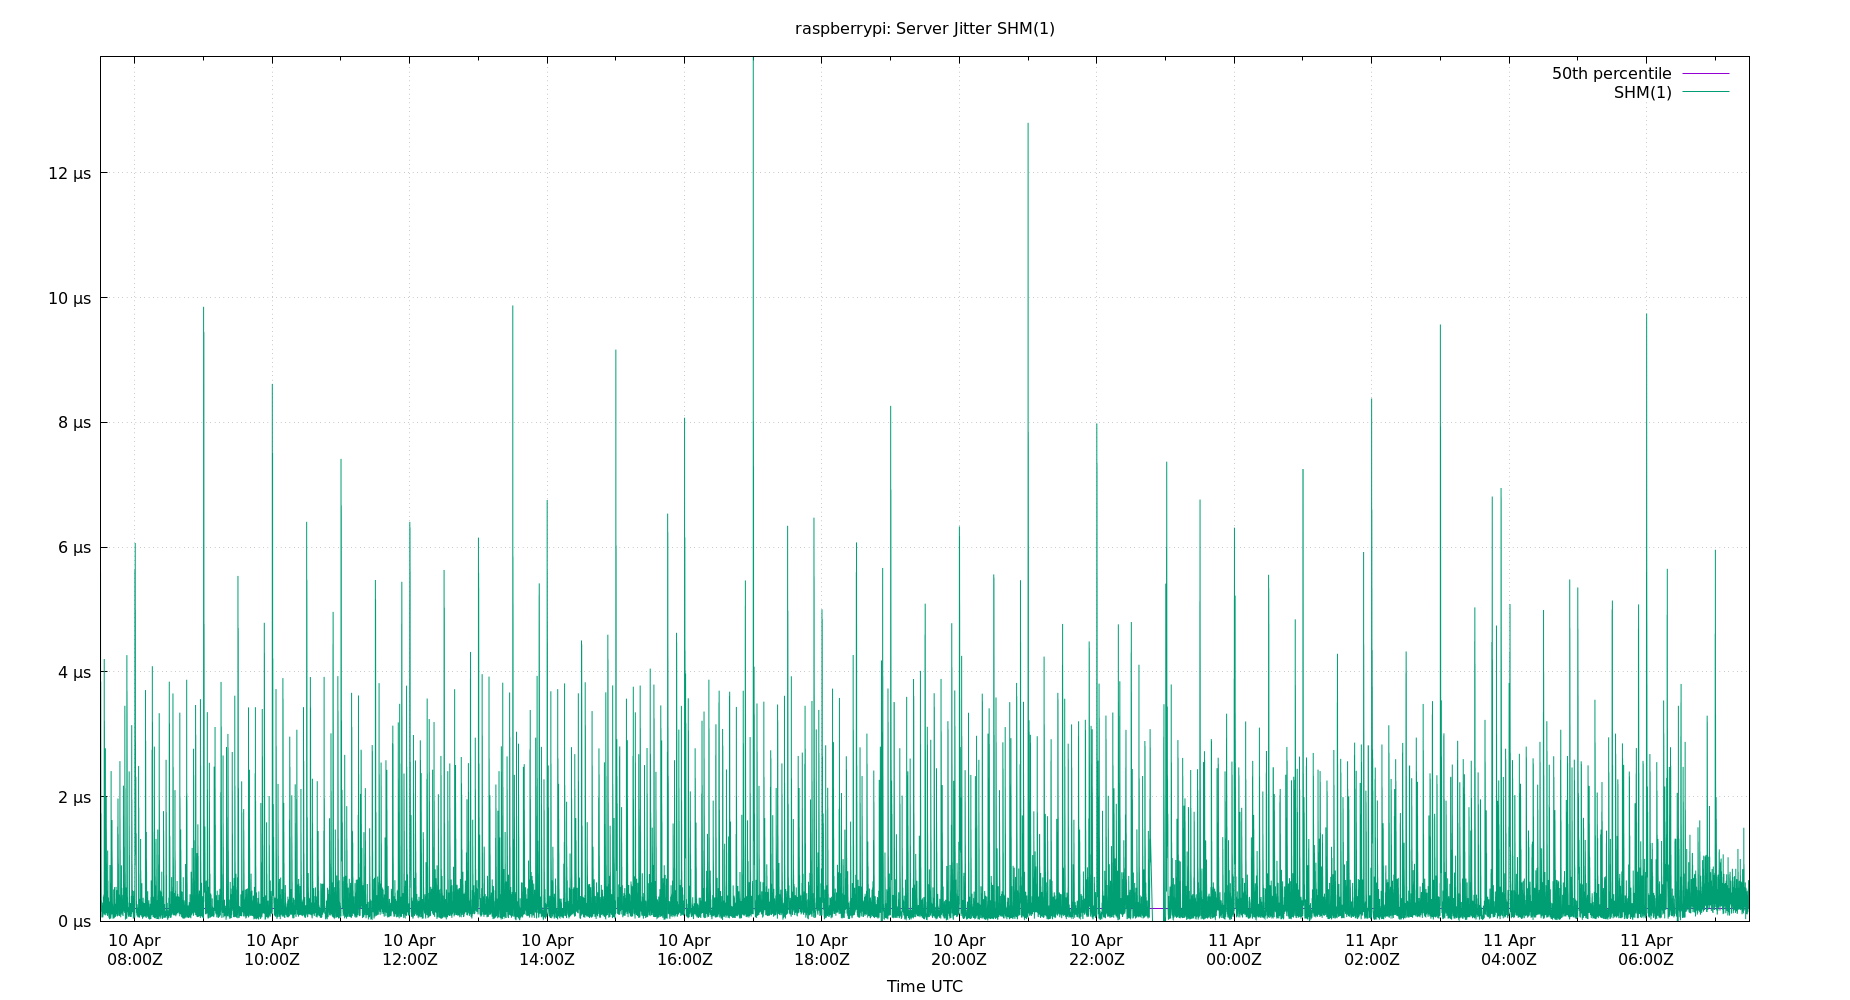 raspberrypi: Server Jitter SHM(1)
50th percentile
SHM(1)
12 µs
10 µs
8 µs
6 µs
4 µs
2 µs
0 µs
10 Apr 10 Apr 10 Apr 10 Apr 10 Apr 10 Apr 10 Apr 10 Apr 11 Apr 11 Apr 11 Apr 11 Apr
08:00Z 10:00Z 12:00Z 14:00Z 16:00Z 18:00Z 20:00Z 22:00Z 00:00Z 02:00Z 04:00Z 06:00Z
Time UTC